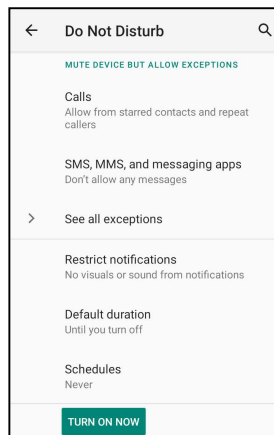 Do Not Disturb
MUTE DEVICE BUT ALLOW EXCEPTIONS
Calls
Allow from starred contacts and repeat
callers
SMS, MMS, and messaging apps
Don't allow any messages
See all exceptions
Restrict notifications
No visuals or sound from notifications
Default duration
Until you turn off
Schedules
Never
TURN ON NOW